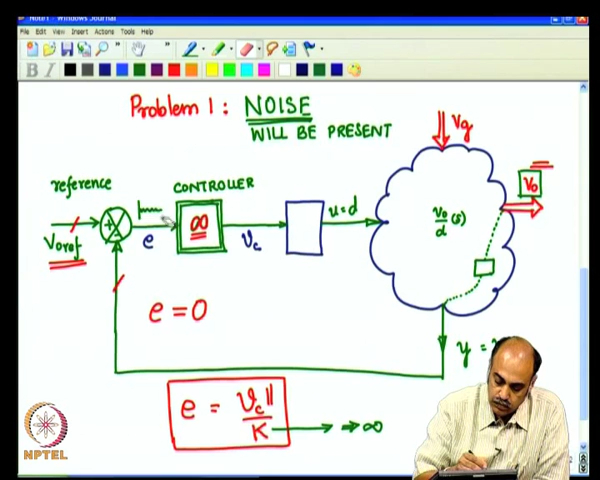 Note1 - Windows Journal
File Edit View Insert Actions Tools Help
B I
Problem 1 : NOISE
WILL BE PRESENT
Vg
reference
CONTROLLER
Vo
∞
u=d
Vo/d (s)
Voref
+
-
e
Vc
e = 0
y =
e = Vc/K → ∞
NPTEL